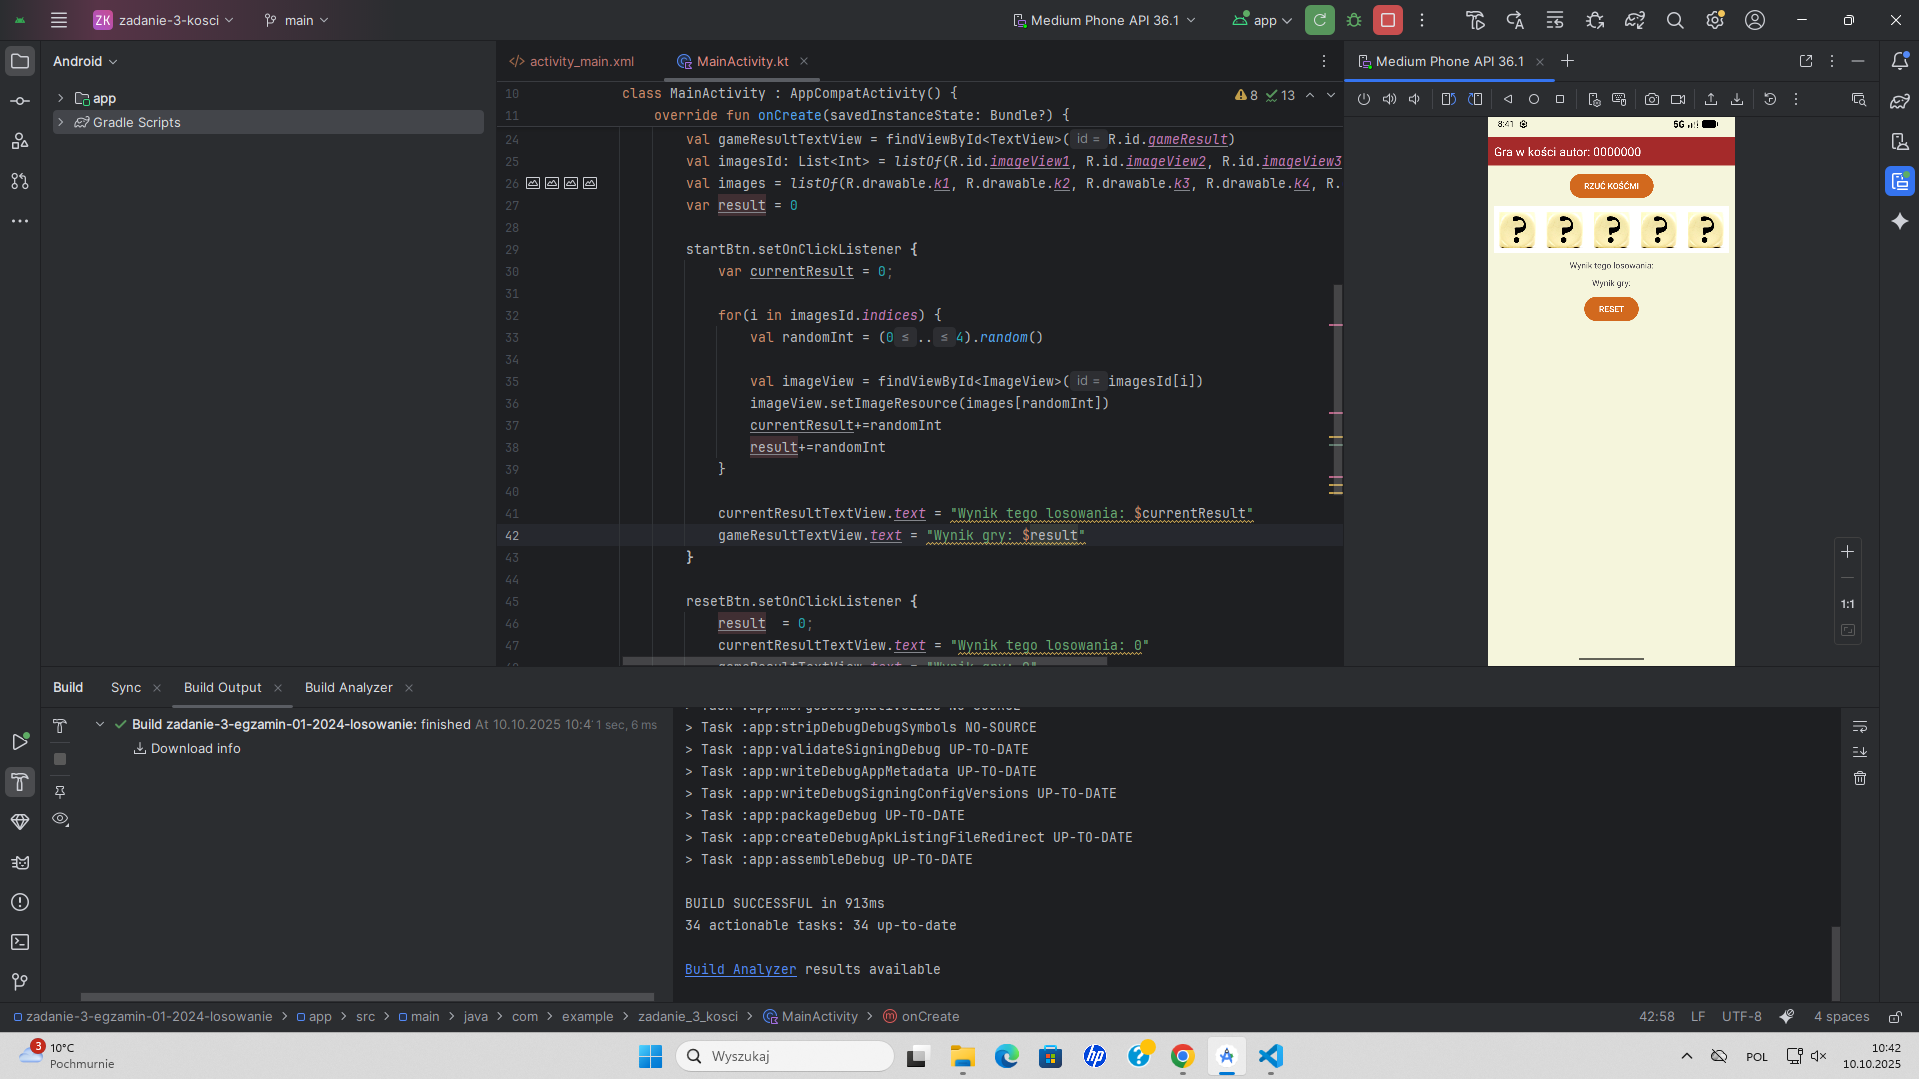 ZK zadanie-3-kosci
main
Medium Phone API 36.1
app
Android
app
Gradle Scripts
activity_main.xml
MainActivity.kt
8 13
10 class MainActivity : AppCompatActivity() {
11 override fun onCreate(savedInstanceState: Bundle?) {
24 val gameResultTextView = findViewById<TextView>( id = R.id.gameResult)
25 val imagesId: List<Int> = listOf(R.id.imageView1, R.id.imageView2, R.id.imageView3
26 val images = listOf(R.drawable.k1, R.drawable.k2, R.drawable.k3, R.drawable.k4, R.
27 var result = 0
28
29 startBtn.setOnClickListener {
30 var currentResult = 0;
31
32 for(i in imagesId.indices) {
33 val randomInt = (0 ≤ .. ≤ 4).random()
34
35 val imageView = findViewById<ImageView>( id = imagesId[i])
36 imageView.setImageResource(images[randomInt])
37 currentResult+=randomInt
38 result+=randomInt
39 }
40
41 currentResultTextView.text = "Wynik tego losowania: $currentResult"
42 gameResultTextView.text = "Wynik gry: $result"
43 }
44
45 resetBtn.setOnClickListener {
46 result = 0;
47 currentResultTextView.text = "Wynik tego losowania: 0"
Medium Phone API 36.1
8:41 5G
Gra w kości autor: 0000000
RZUĆ KOŚĆMI
? ? ? ? ?
Wynik tego losowania:
Wynik gry:
RESET
1:1
Build Sync Build Output Build Analyzer
Build zadanie-3-egzamin-01-2024-losowanie: finished At 10.10.2025 10:4 1 sec, 6 ms
Download info
> Task :app:stripDebugDebugSymbols NO-SOURCE
> Task :app:validateSigningDebug UP-TO-DATE
> Task :app:writeDebugAppMetadata UP-TO-DATE
> Task :app:writeDebugSigningConfigVersions UP-TO-DATE
> Task :app:packageDebug UP-TO-DATE
> Task :app:createDebugApkListingFileRedirect UP-TO-DATE
> Task :app:assembleDebug UP-TO-DATE
BUILD SUCCESSFUL in 913ms
34 actionable tasks: 34 up-to-date
Build Analyzer results available
zadanie-3-egzamin-01-2024-losowanie > app > src > main > java > com > example > zadanie_3_kosci > MainActivity > onCreate
42:58 LF UTF-8 4 spaces
3
10°C
Pochmurnie
Wyszukaj
POL
10:42
10.10.2025